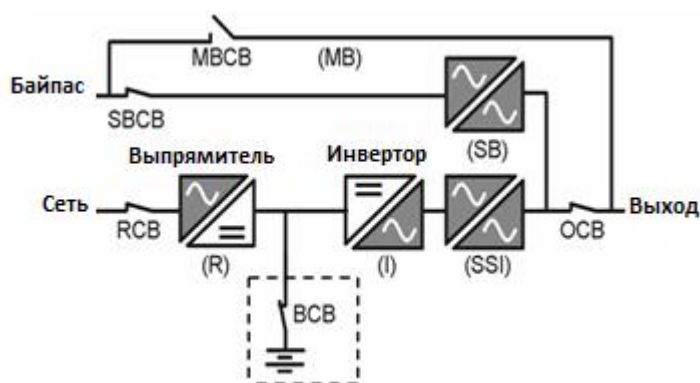 MBCB (MB)
Байпас
SBCB
(SB)
Выпрямитель Инвертор
Сеть
Выход
RCB
OCB
(R) (I) (SSI)
BCB